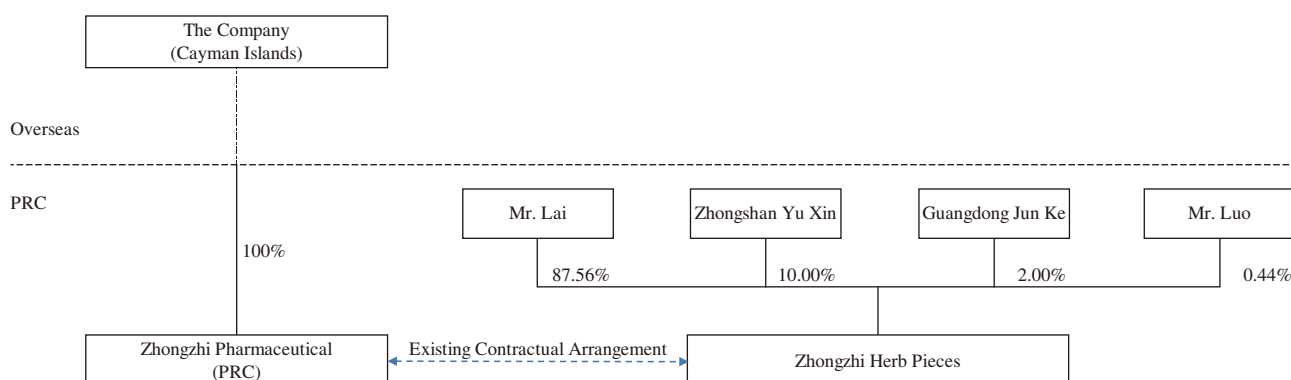 The Company
(Cayman Islands)
Overseas
PRC
Mr. Lai
Zhongshan Yu Xin
Guangdong Jun Ke
Mr. Luo
100%
87.56%
10.00%
2.00%
0.44%
Zhongzhi Pharmaceutical
(PRC)
Existing Contractual Arrangement
Zhongzhi Herb Pieces